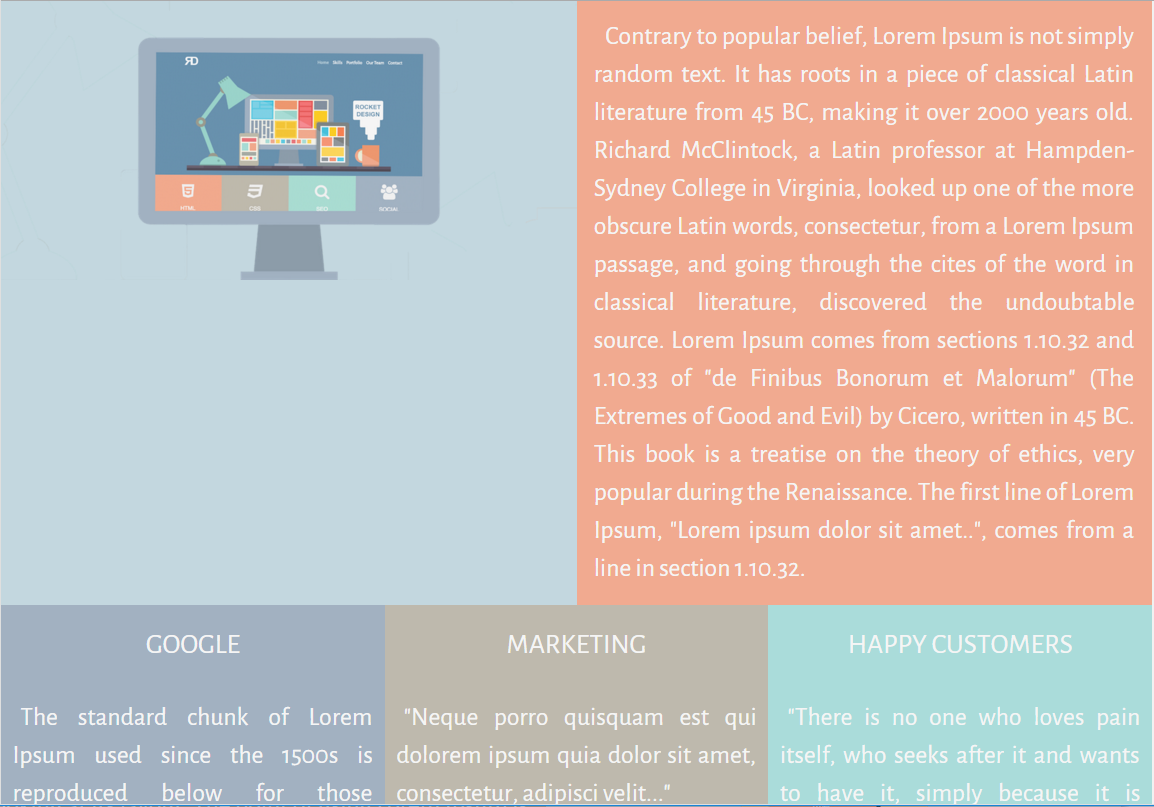 ЯD
Home Skills Portfolio Our Team Contact
ROCKET
DESIGN
HTML
CSS
SEO
SOCIAL
Contrary to popular belief, Lorem Ipsum is not simply
random text. It has roots in a piece of classical Latin
literature from 45 BC, making it over 2000 years old.
Richard McClintock, a Latin professor at Hampden-
Sydney College in Virginia, looked up one of the more
obscure Latin words, consectetur, from a Lorem Ipsum
passage, and going through the cites of the word in
classical literature, discovered the undoubtable
source. Lorem Ipsum comes from sections 1.10.32 and
1.10.33 of "de Finibus Bonorum et Malorum" (The
Extremes of Good and Evil) by Cicero, written in 45 BC.
This book is a treatise on the theory of ethics, very
popular during the Renaissance. The first line of Lorem
Ipsum, "Lorem ipsum dolor sit amet..", comes from a
line in section 1.10.32.
GOOGLE
The standard chunk of Lorem
Ipsum used since the 1500s is
reproduced below for those
MARKETING
"Neque porro quisquam est qui
dolorem ipsum quia dolor sit amet,
consectetur, adipisci velit..."
HAPPY CUSTOMERS
"There is no one who loves pain
itself, who seeks after it and wants
to have it, simply because it is